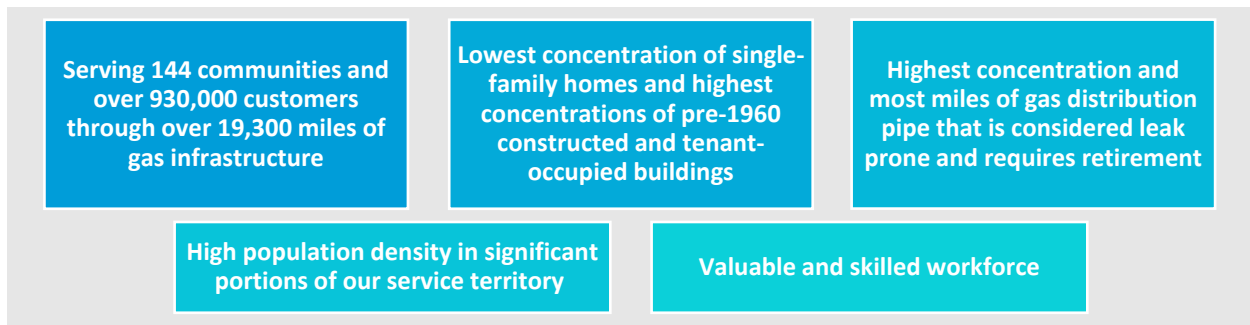 Serving 144 communities and
over 930,000 customers
through over 19,300 miles of
gas infrastructure
Lowest concentration of single-
family homes and highest
concentrations of pre-1960
constructed and tenant-
occupied buildings
Highest concentration and
most miles of gas distribution
pipe that is considered leak
prone and requires retirement
High population density in significant
portions of our service territory
Valuable and skilled workforce